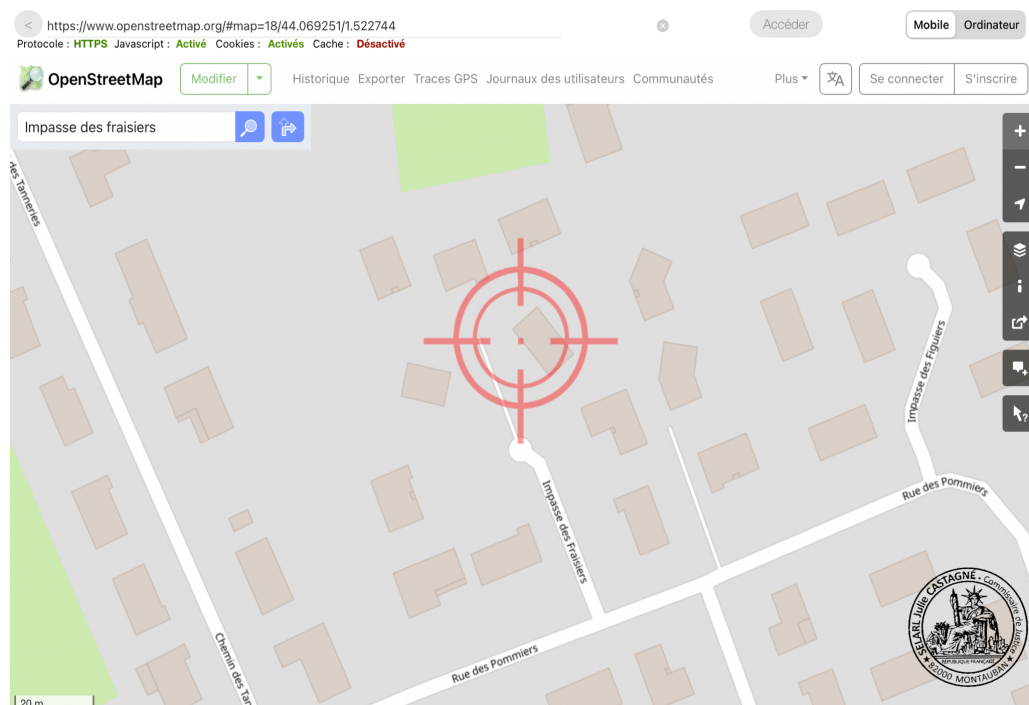 < https://www.openstreetmap.org/#map=18/44.069251/1.522744 Accéder Mobile Ordinateur
Protocole : HTTPS Javascript : Activé Cookies : Activés Cache : Désactivé
OpenStreetMap Modifier Historique Exporter Traces GPS Journaux des utilisateurs Communautés Plus Se connecter S'inscrire
Impasse des fraisiers
des Tanneries
Impasse des Figuiers
Rue des Pommiers
Impasse des Fraisiers
Chemin des Tan
Rue des Pommiers
SELARL Julie CASTAGNÉ - Commissaire de Justice
RÉPUBLIQUE FRANÇAISE
82000 MONTAUBAN
20 m